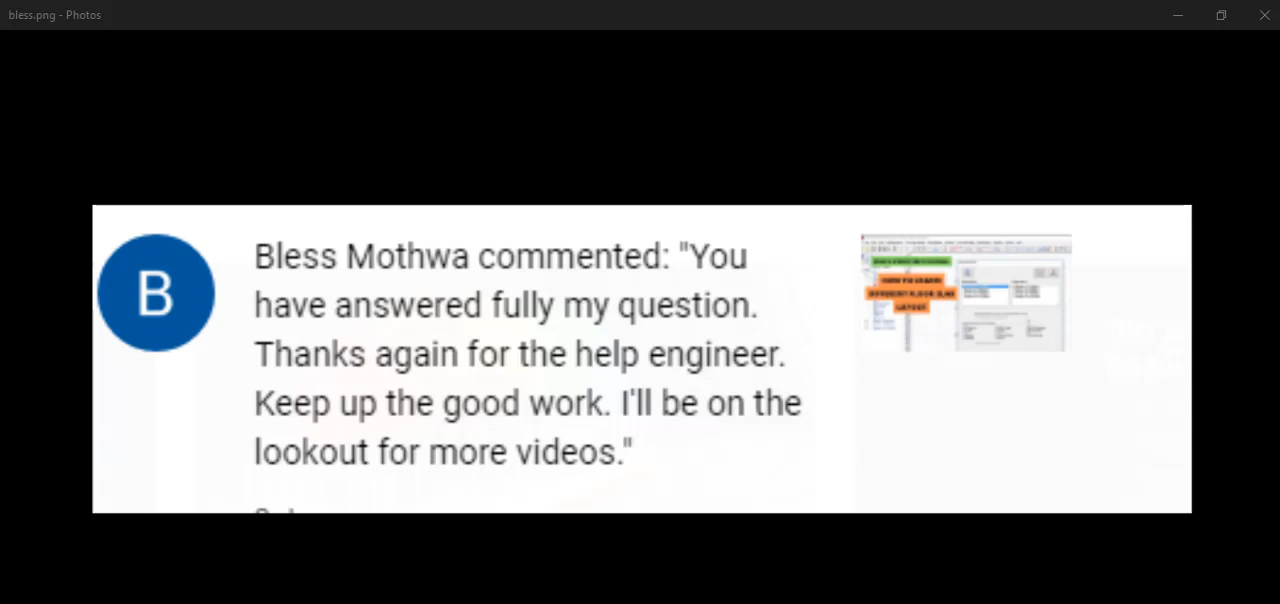 bless.png - Photos
B
Bless Mothwa commented: "You
have answered fully my question.
Thanks again for the help engineer.
Keep up the good work. I'll be on the
lookout for more videos."